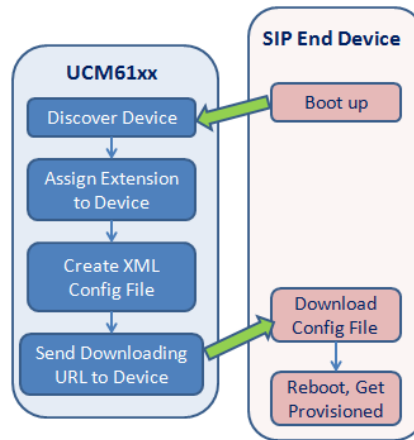 SIP End Device
UCM61xx
Boot up
Discover Device
Assign Extension
to Device
Create XML
Config File
Send Downloading
URL to Device
Download
Config File
Reboot, Get
Provisioned